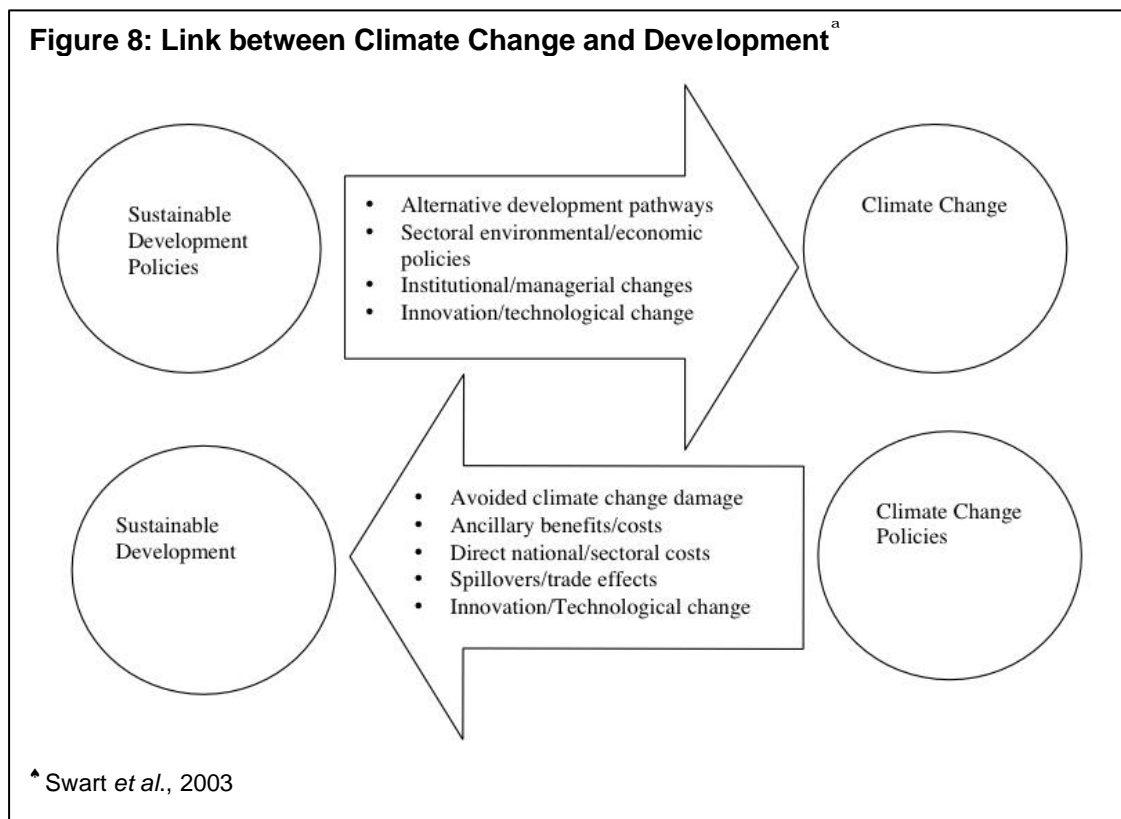 Figure 8: Link between Climate Change and Development a
Sustainable
Development
Policies
• Alternative development pathways
• Sectoral environmental/economic
policies
• Institutional/managerial changes
• Innovation/technological change
Climate Change
Sustainable
Development
• Avoided climate change damage
• Ancillary benefits/costs
• Direct national/sectoral costs
• Spillovers/trade effects
• Innovation/Technological change
Climate Change
Policies
♠ Swart et al., 2003